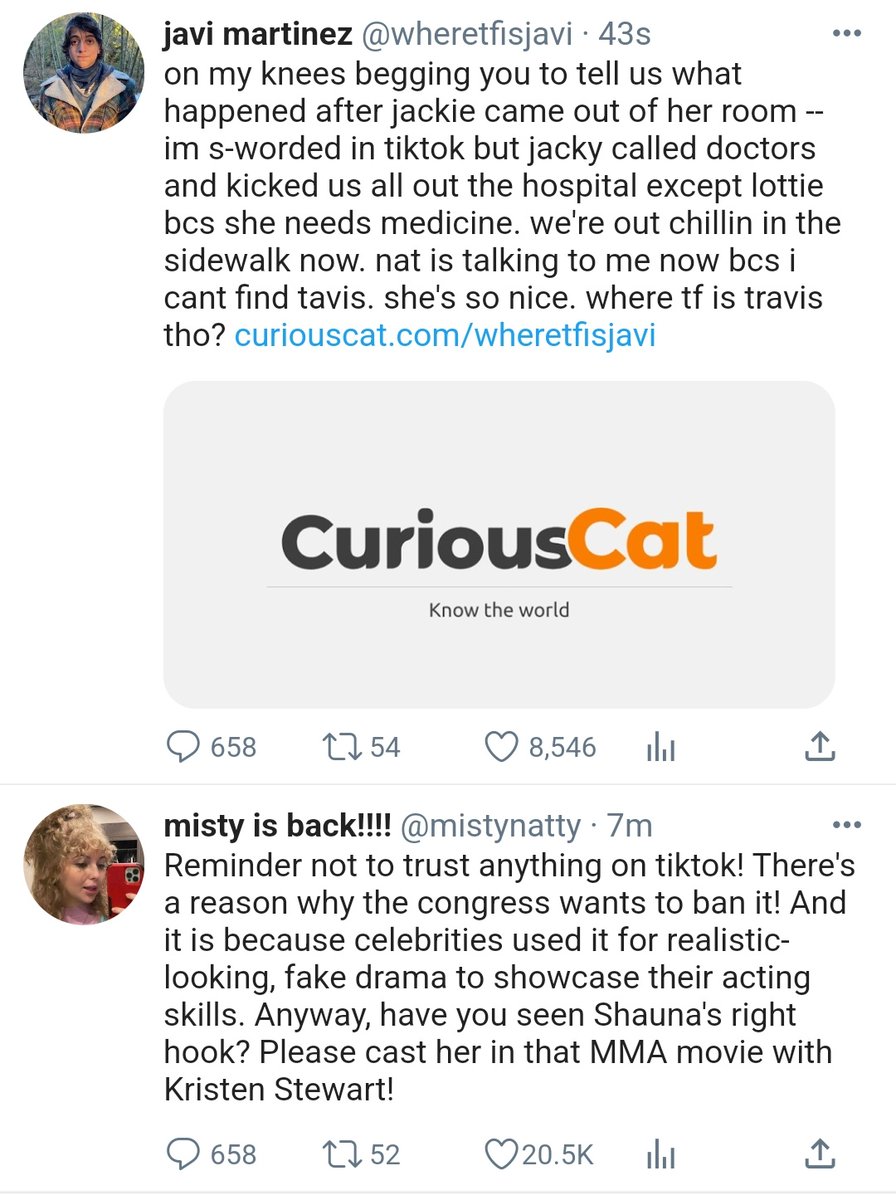 javi martinez @wheretfisjavi · 43s
on my knees begging you to tell us what
happened after jackie came out of her room --
im s-worded in tiktok but jacky called doctors
and kicked us all out the hospital except lottie
bcs she needs medicine. we're out chillin in the
sidewalk now. nat is talking to me now bcs i
cant find tavis. she's so nice. where tf is travis
tho? curiouscat.com/wheretfisjavi
CuriousCat
Know the world
658 54 8,546
misty is back!!!! @mistynatty · 7m
Reminder not to trust anything on tiktok! There's
a reason why the congress wants to ban it! And
it is because celebrities used it for realistic-
looking, fake drama to showcase their acting
skills. Anyway, have you seen Shauna's right
hook? Please cast her in that MMA movie with
Kristen Stewart!
658 52 20.5K